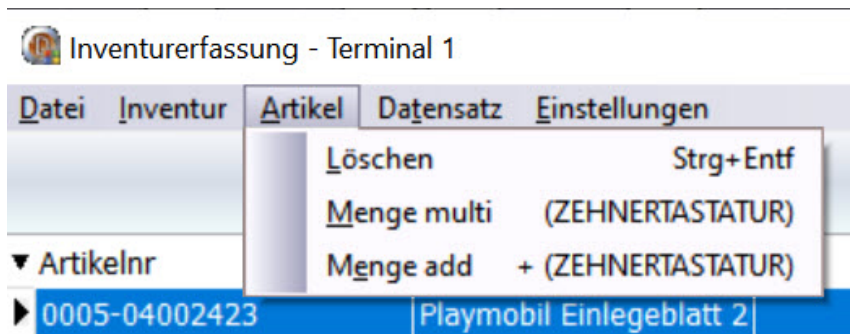 Inventurerfassung - Terminal 1
Datei Inventur Artikel Datensatz Einstellungen
Löschen Strg+Entf
Menge multi (ZEHNERTASTATUR)
Menge add + (ZEHNERTASTATUR)
Artikelnr
0005-04002423 Playmobil Einlegeblatt 2